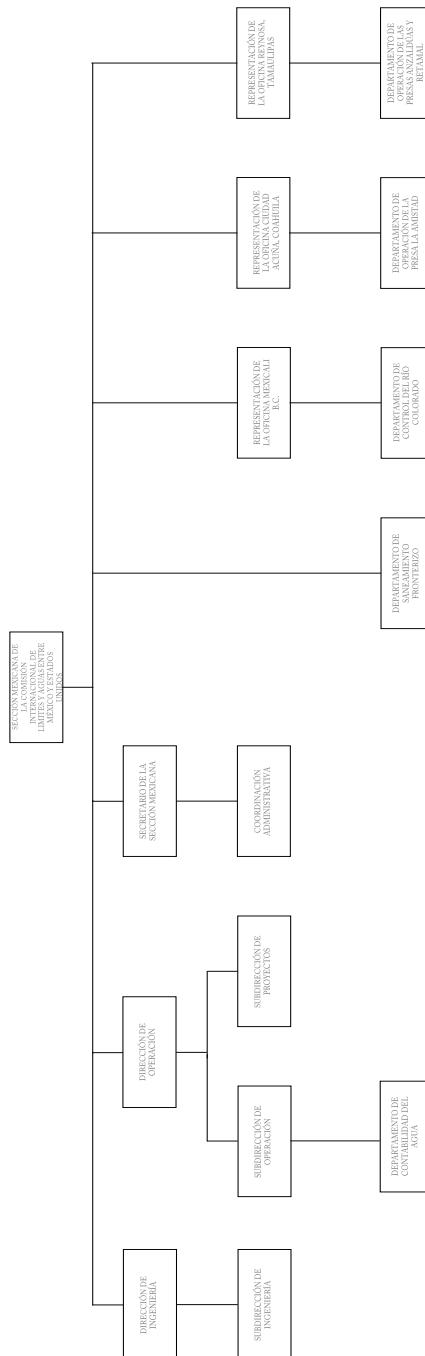 SECCIÓN MEXICANA DE
LA COMISIÓN
INTERNACIONAL DE
LÍMITES Y AGUAS ENTRE
MÉXICO Y ESTADOS
UNIDOS
DIRECCIÓN DE
INGENIERÍA
DIRECCIÓN DE
OPERACIÓN
SECRETARIO DE LA
SECCIÓN MEXICANA
SUBDIRECCIÓN DE
INGENIERÍA
SUBDIRECCIÓN DE
OPERACIÓN
SUBDIRECCIÓN DE
PROYECTOS
COORDINACIÓN
ADMINISTRATIVA
REPRESENTACIÓN DE
LA OFICINA MEXICALI
B.C.
REPRESENTACIÓN DE
LA OFICINA CIUDAD
ACUÑA, COAHUILA
REPRESENTACIÓN DE
LA OFICINA REYNOSA,
TAMAULIPAS
DEPARTAMENTO DE
CONTABILIDAD DEL
AGUA
DEPARTAMENTO DE
SANEAMIENTO
FRONTERIZO
DEPARTAMENTO DE
CONTROL DEL RÍO
COLORADO
DEPARTAMENTO DE
OPERACIÓN DE LA
PRESA LA AMISTAD
DEPARTAMENTO DE
OPERACIÓN DE LAS
PRESAS ANZALDÚAS Y
RETAMAL